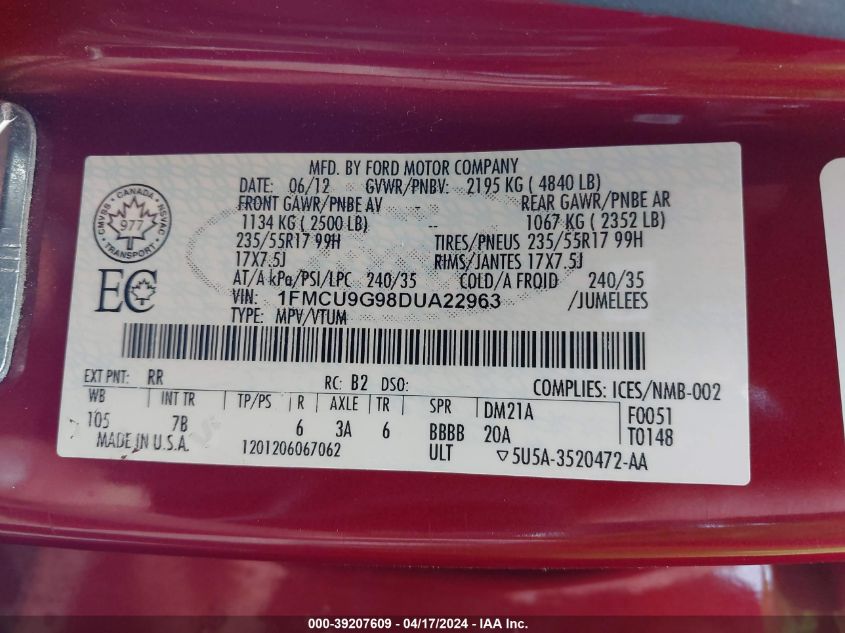 MFD. BY FORD MOTOR COMPANY
DATE: 06/12 GVWR/PNBV: 2195 KG ( 4840 LB)
FRONT GAWR/PNBE AV - REAR GAWR/PNBE AR
1134 KG ( 2500 LB) -- 1067 KG ( 2352 LB)
235/55R17 99H TIRES/PNEUS 235/55R17 99H
17X7.5J RIMS/JANTES 17X7.5J
AT/A kPa/PSI/LPC 240/35 COLD/A FROID 240/35
VIN: 1FMCU9G98DUA22963 /JUMELEES
TYPE: MPV/VTUM
CANADA
CMVSS NSVAC
977
TRANSPORT
EC
EXT PNT: RR RC: B2 DSO: COMPLIES: ICES/NMB-002
WB INT TR TP/PS R AXLE TR SPR DM21A F0051
105 7B 6 3A 6 BBBB 20A T0148
MADE IN U.S.A. 1201206067062 ULT ▽5U5A-3520472-AA
000-39207609 - 04/17/2024 - IAA Inc.